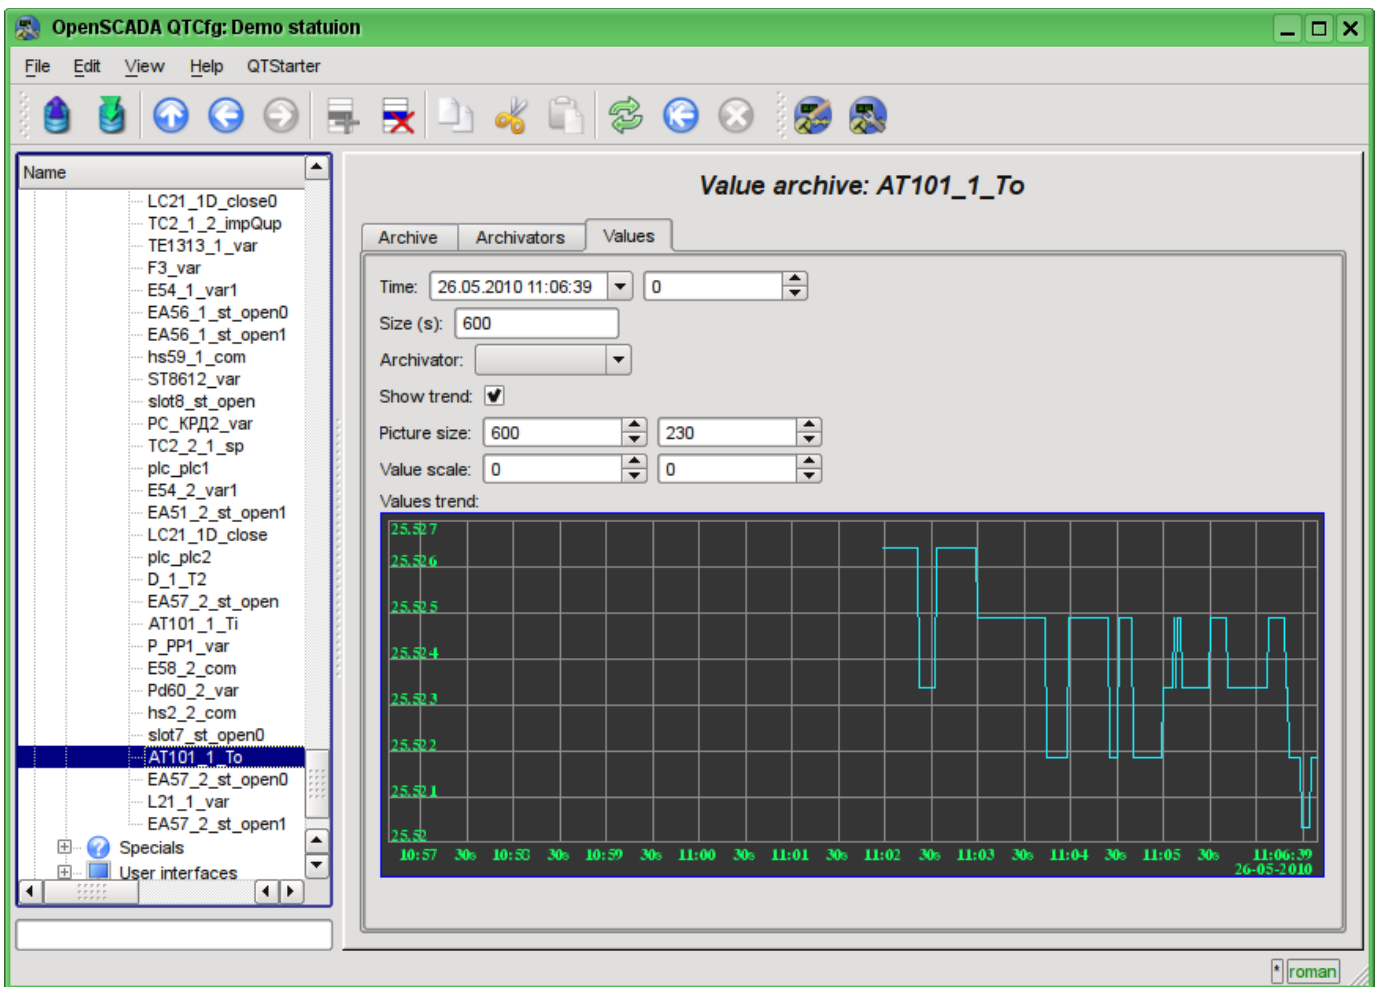 OpenSCADA QTCfg: Demo statuion
File Edit View Help QTStarter
Name
LC21_1D_close0
TC2_1_2_impQup
TE1313_1_var
F3_var
E54_1_var1
EA56_1_st_open0
EA56_1_st_open1
hs59_1_com
ST8612_var
slot8_st_open
PC_КРД2_var
TC2_2_1_sp
plc_plc1
E54_2_var1
EA51_2_st_open1
LC21_1D_close
plc_plc2
D_1_T2
EA57_2_st_open
AT101_1_Ti
P_PP1_var
E58_2_com
Pd60_2_var
hs2_2_com
slot7_st_open0
AT101_1_To
EA57_2_st_open0
L21_1_var
EA57_2_st_open1
Specials
User interfaces
Value archive: AT101_1_To
Archive Archivators Values
Time: 26.05.2010 11:06:39 0
Size (s): 600
Archivator:
Show trend:
Picture size: 600 230
Value scale: 0 0
Values trend:
25.527
25.526
25.525
25.524
25.523
25.522
25.521
25.52
10:57 30s 10:58 30s 10:59 30s 11:00 30s 11:01 30s 11:02 30s 11:03 30s 11:04 30s 11:05 30s 11:06:39
26-05-2010
* roman